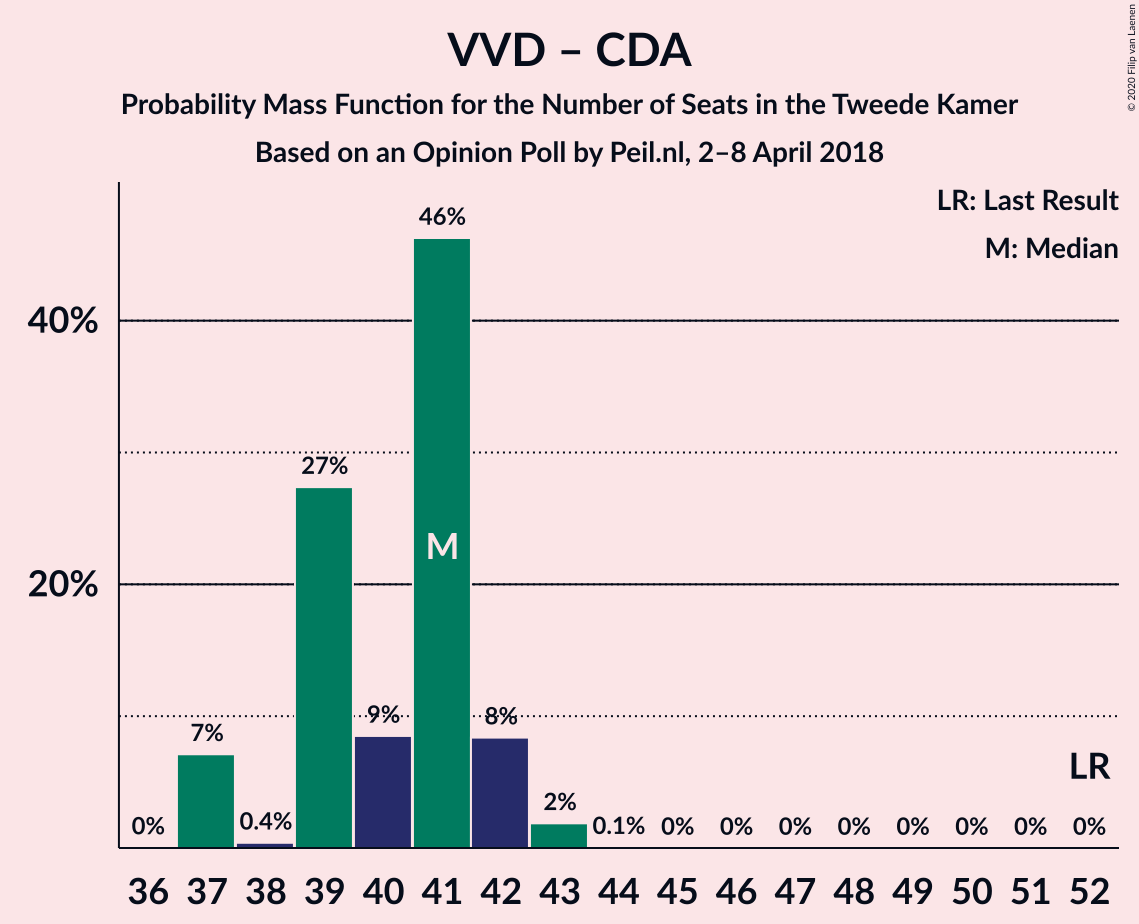 VVD – CDA
Probability Mass Function for the Number of Seats in the Tweede Kamer
Based on an Opinion Poll by Peil.nl, 2–8 April 2018
© 2020 Filip van Laenen
LR: Last Result
M: Median
46%
40%
27%
M
20%
9%
8%
7%
LR
2%
0% 0.4% 0.1% 0% 0% 0% 0% 0% 0% 0% 0%
36 37 38 39 40 41 42 43 44 45 46 47 48 49 50 51 52